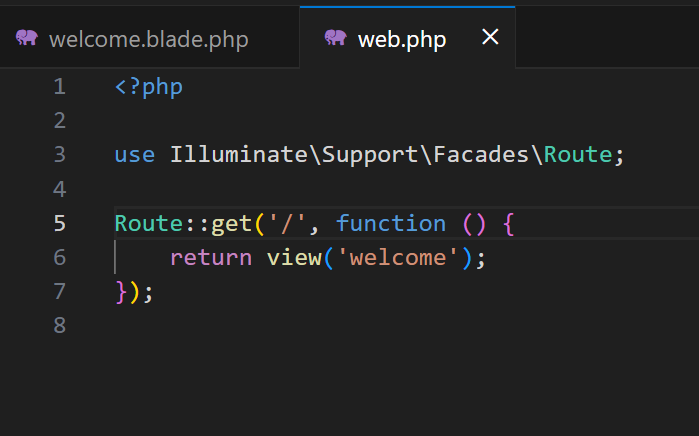 welcome.blade.php
web.php
1 <?php
2
3 use Illuminate\Support\Facades\Route;
4
5 Route::get('/', function () {
6     return view('welcome');
7 });
8